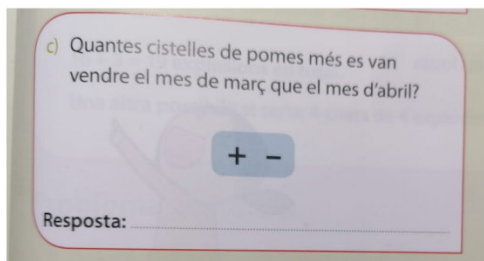 c) Quantes cistelles de pomes més es van
vendre el mes de març que el mes d'abril?
+ −
Resposta: